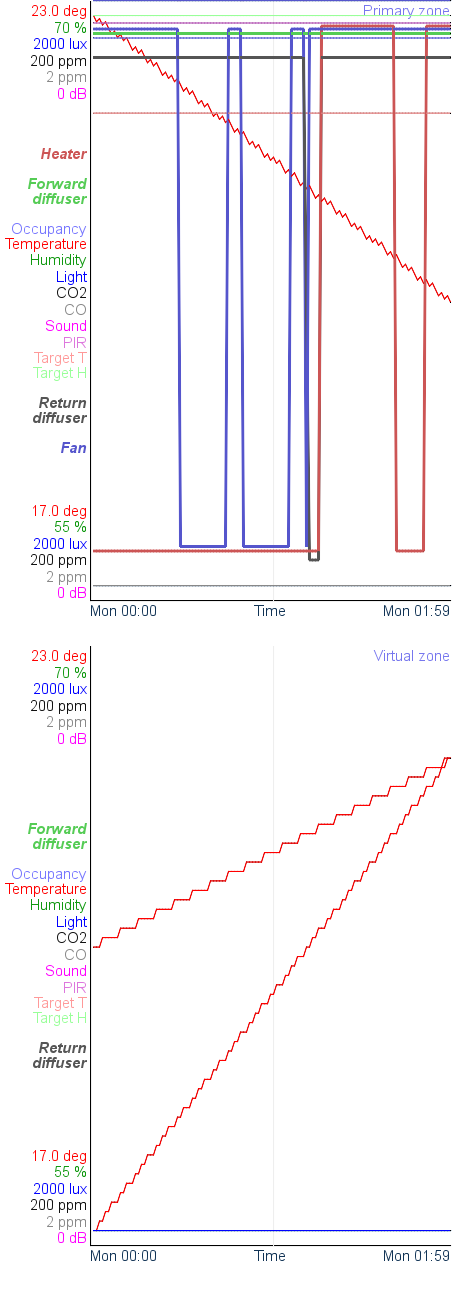 23.0 deg
Primary zone
70 %
2000 lux
200 ppm
2 ppm
0 dB
Heater
Forward
diffuser
Occupancy
Temperature
Humidity
Light
CO2
CO
Sound
PIR
Target T
Target H
Return
diffuser
Fan
17.0 deg
55 %
2000 lux
200 ppm
2 ppm
0 dB
Mon 00:00
Time
Mon 01:59
23.0 deg
Virtual zone
70 %
2000 lux
200 ppm
2 ppm
0 dB
Forward
diffuser
Occupancy
Temperature
Humidity
Light
CO2
CO
Sound
PIR
Target T
Target H
Return
diffuser
17.0 deg
55 %
2000 lux
200 ppm
2 ppm
0 dB
Mon 00:00
Time
Mon 01:59